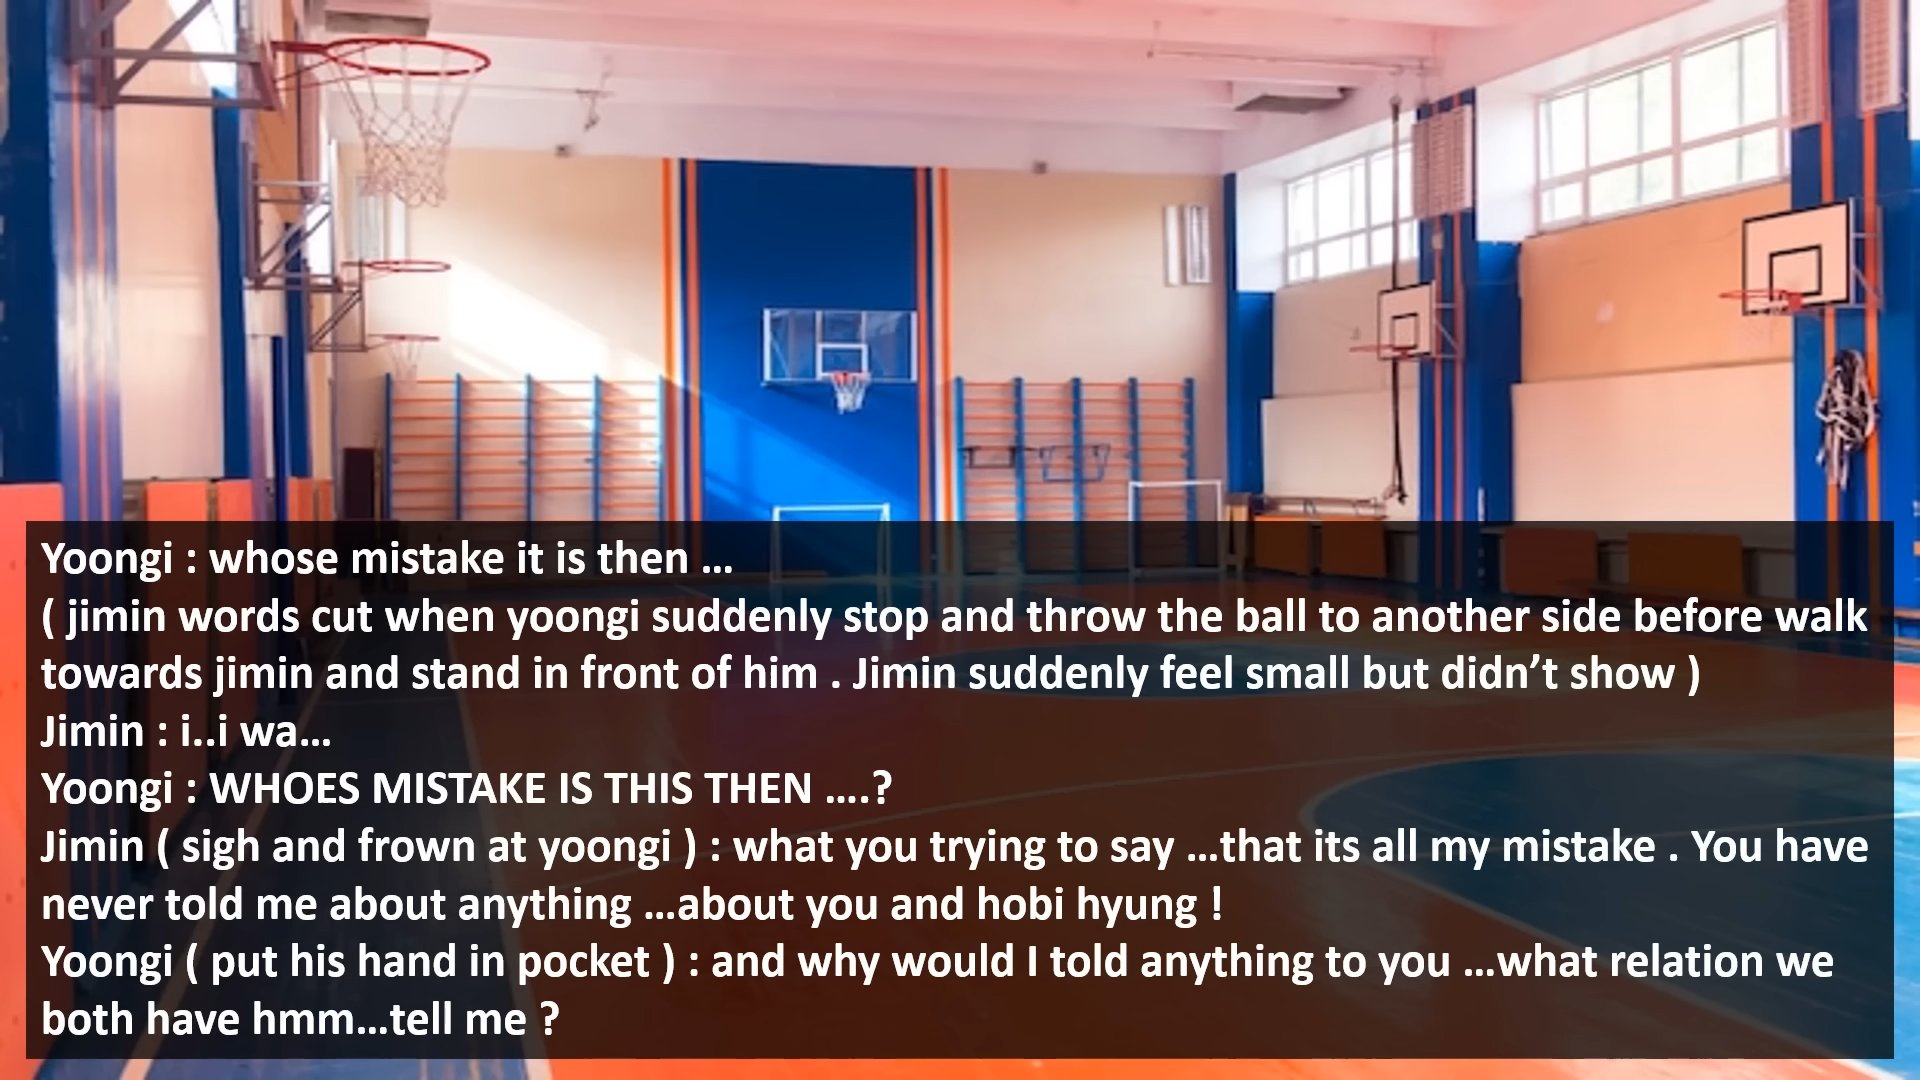 Yoongi : whose mistake it is then ...
( jimin words cut when yoongi suddenly stop and throw the ball to another side before walk
towards jimin and stand in front of him . Jimin suddenly feel small but didn’t show )
Jimin : i..i wa...
Yoongi : WHOES MISTAKE IS THIS THEN ....?
Jimin ( sigh and frown at yoongi ) : what you trying to say ...that its all my mistake . You have
never told me about anything ...about you and hobi hyung !
Yoongi ( put his hand in pocket ) : and why would I told anything to you ...what relation we
both have hmm...tell me ?